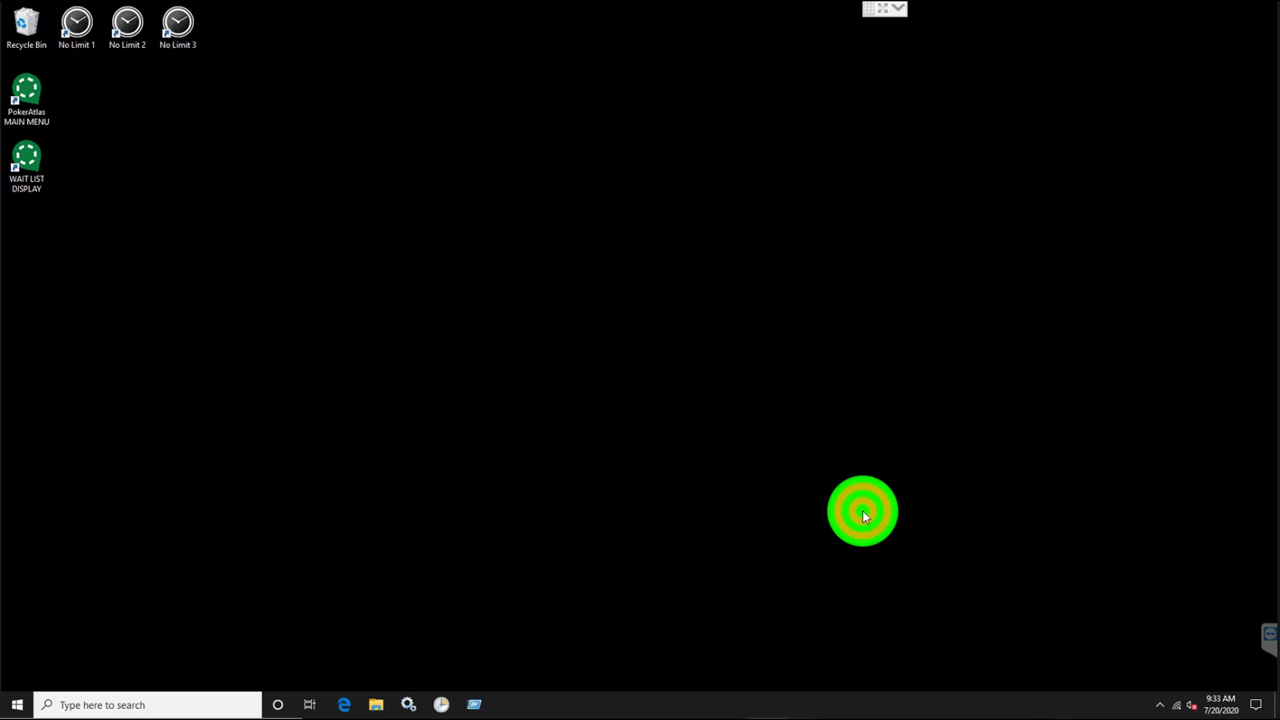 Recycle Bin
No Limit 1
No Limit 2
No Limit 3
PokerAtlas
MAIN MENU
WAIT LIST
DISPLAY
Type here to search
9:33 AM
7/20/2020